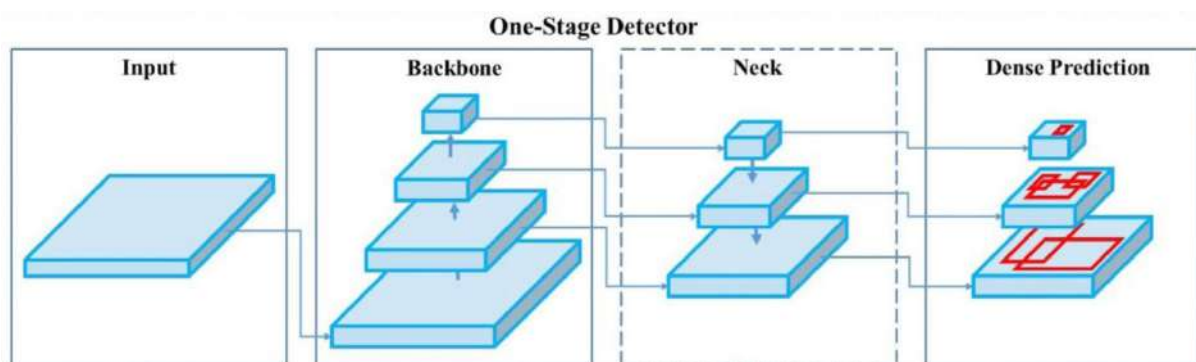 One-Stage Detector
Input
Backbone
Neck
Dense Prediction